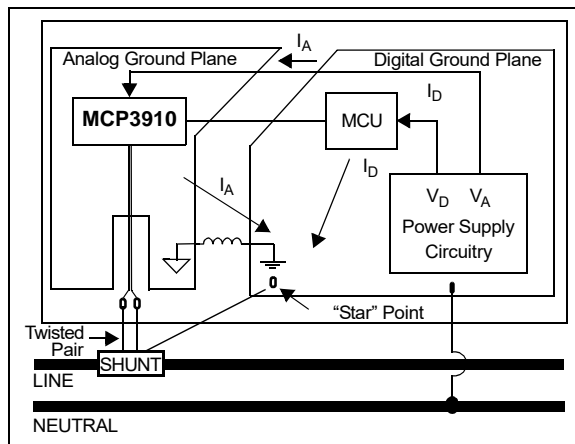 I_A
Analog Ground Plane
Digital Ground Plane
I_D
MCP3910
MCU
I_A
I_D
V_D V_A
Power Supply
Circuitry
"Star" Point
Twisted
Pair
SHUNT
LINE
NEUTRAL